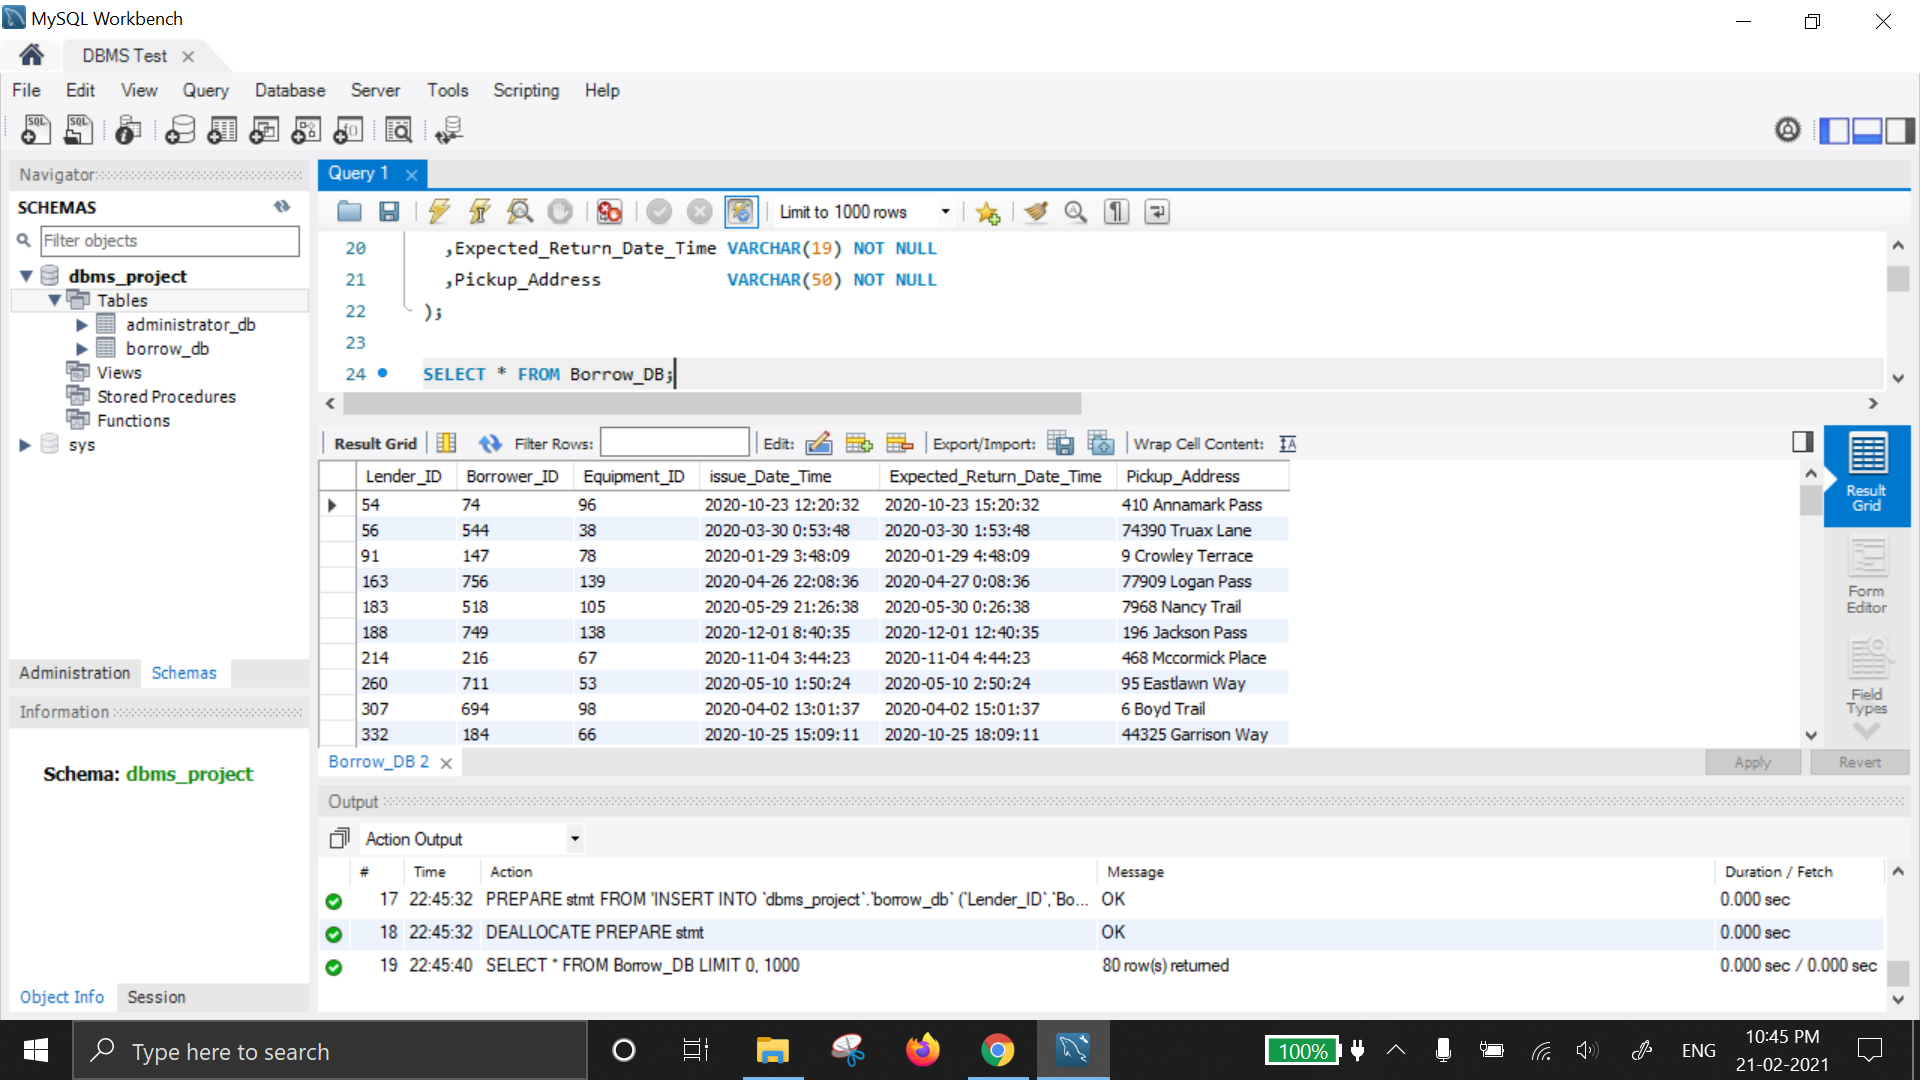 MySQL Workbench
DBMS Test
File Edit View Query Database Server Tools Scripting Help
Navigator
SCHEMAS
Filter objects
dbms_project
Tables
administrator_db
borrow_db
Views
Stored Procedures
Functions
sys
Administration Schemas
Information
Schema: dbms_project
Object Info Session
Query 1
Limit to 1000 rows
20 ,Expected_Return_Date_Time VARCHAR(19) NOT NULL
21 ,Pickup_Address VARCHAR(50) NOT NULL
22 );
23
24 SELECT * FROM Borrow_DB;
Result Grid Filter Rows: Edit: Export/Import: Wrap Cell Content:
Lender_ID Borrower_ID Equipment_ID issue_Date_Time Expected_Return_Date_Time Pickup_Address
54 74 96 2020-10-23 12:20:32 2020-10-23 15:20:32 410 Annamark Pass
56 544 38 2020-03-30 0:53:48 2020-03-30 1:53:48 74390 Truax Lane
91 147 78 2020-01-29 3:48:09 2020-01-29 4:48:09 9 Crowley Terrace
163 756 139 2020-04-26 22:08:36 2020-04-27 0:08:36 77909 Logan Pass
183 518 105 2020-05-29 21:26:38 2020-05-30 0:26:38 7968 Nancy Trail
188 749 138 2020-12-01 8:40:35 2020-12-01 12:40:35 196 Jackson Pass
214 216 67 2020-11-04 3:44:23 2020-11-04 4:44:23 468 Mccormick Place
260 711 53 2020-05-10 1:50:24 2020-05-10 2:50:24 95 Eastlawn Way
307 694 98 2020-04-02 13:01:37 2020-04-02 15:01:37 6 Boyd Trail
332 184 66 2020-10-25 15:09:11 2020-10-25 18:09:11 44325 Garrison Way
Result
Grid
Form
Editor
Field
Types
Borrow_DB 2
Apply Revert
Output
Action Output
# Time Action Message Duration / Fetch
17 22:45:32 PREPARE stmt FROM 'INSERT INTO `dbms_project`.`borrow_db` (`Lender_ID`,`Bo... OK 0.000 sec
18 22:45:32 DEALLOCATE PREPARE stmt OK 0.000 sec
19 22:45:40 SELECT * FROM Borrow_DB LIMIT 0, 1000 80 row(s) returned 0.000 sec / 0.000 sec
Type here to search
100%
ENG
10:45 PM
21-02-2021